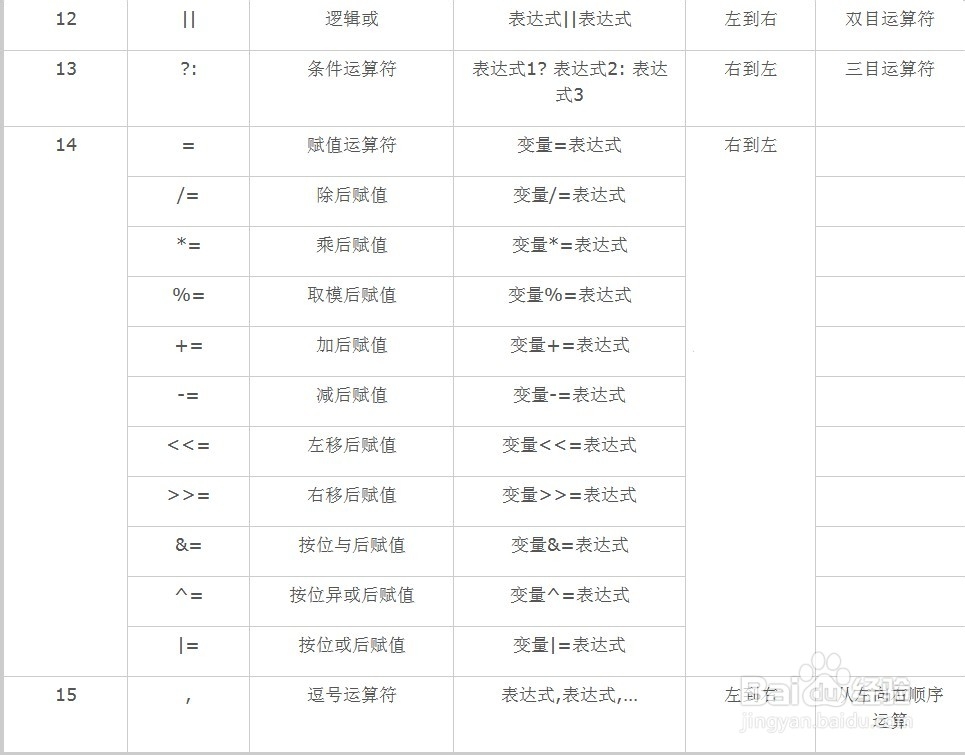 12 || 逻辑或 表达式||表达式 左到右 双目运算符
13 ?: 条件运算符 表达式1? 表达式2: 表达 右到左 三目运算符
式3
14 = 赋值运算符 变量=表达式 右到左
/= 除后赋值 变量/=表达式
*= 乘后赋值 变量*=表达式
%= 取模后赋值 变量%=表达式
+= 加后赋值 变量+=表达式
-= 减后赋值 变量-=表达式
<<= 左移后赋值 变量<<=表达式
>>= 右移后赋值 变量>>=表达式
&= 按位与后赋值 变量&=表达式
^= 按位异或后赋值 变量^=表达式
|= 按位或后赋值 变量|=表达式
15 , 逗号运算符 表达式,表达式,… 左到右 从左向右顺序
运算
Baidu经验
jingyan.baidu.com